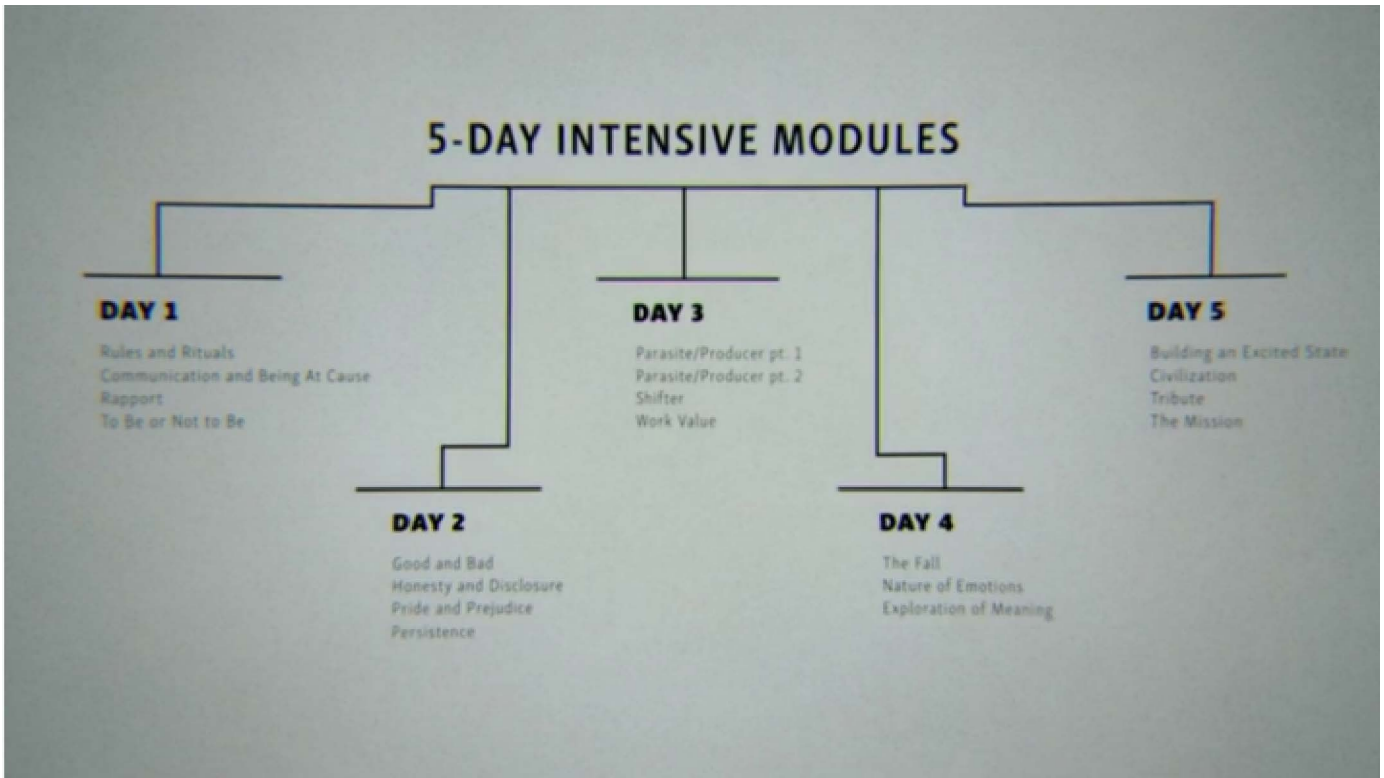 5-DAY INTENSIVE MODULES
DAY 1
Rules and Rituals
Communication and Being At Cause
Rapport
To Be or Not to Be
DAY 2
Good and Bad
Honesty and Disclosure
Pride and Prejudice
Persistence
DAY 3
Parasite/Producer pt. 1
Parasite/Producer pt. 2
Shifter
Work Value
DAY 4
The Fall
Nature of Emotions
Exploration of Meaning
DAY 5
Building an Excited State
Civilization
Tribute
The Mission